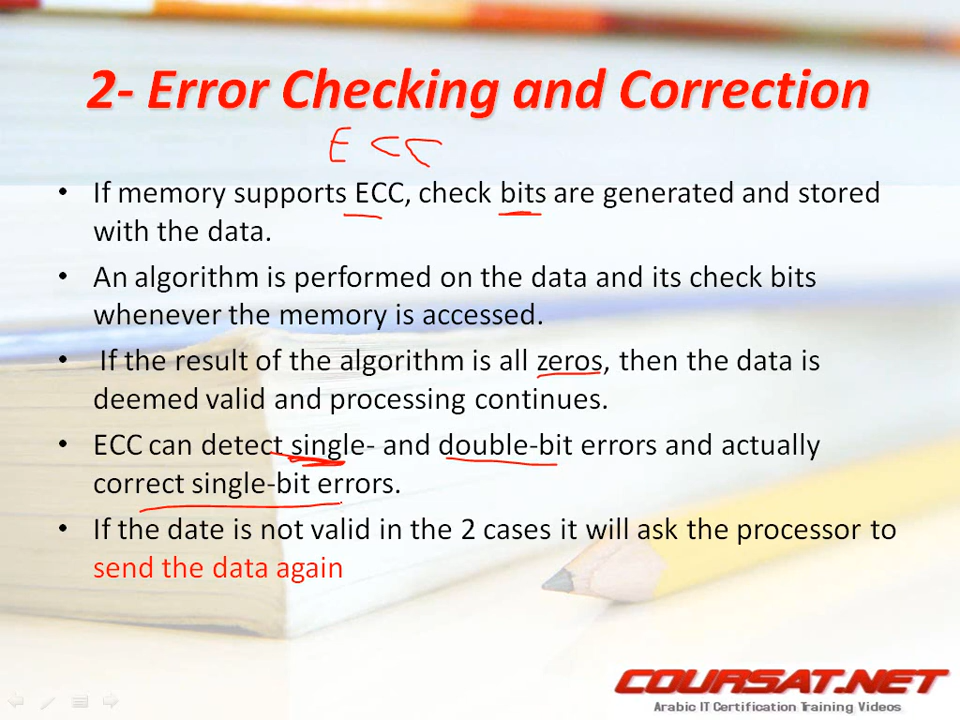 2- Error Checking and Correction
ECC
• If memory supports ECC, check bits are generated and stored
with the data.
• An algorithm is performed on the data and its check bits
whenever the memory is accessed.
• If the result of the algorithm is all zeros, then the data is
deemed valid and processing continues.
• ECC can detect single- and double-bit errors and actually
correct single-bit errors.
• If the date is not valid in the 2 cases it will ask the processor to
send the data again
COURSAT.NET
Arabic IT Certification Training Videos